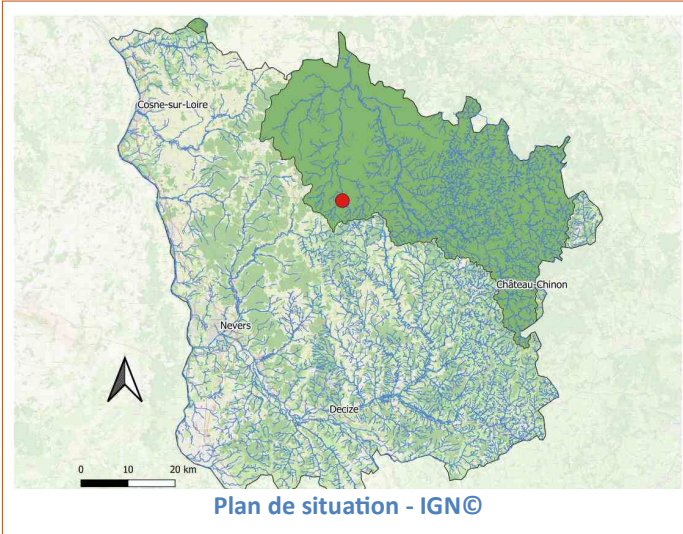 Cosne-sur-Loire
Château-Chinon
Nevers
Decize
0 10 20 km
Plan de situation - IGN©